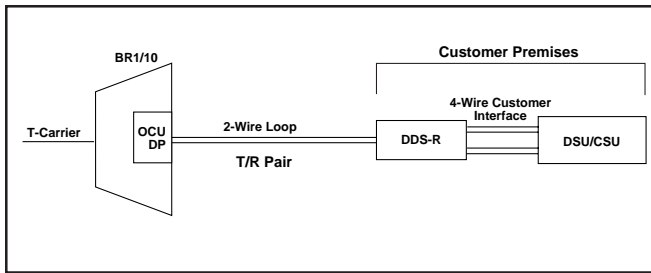 Customer Premises
BR1/10
4-Wire Customer
Interface
T-Carrier
OCU
DP
2-Wire Loop
T/R Pair
DDS-R
DSU/CSU